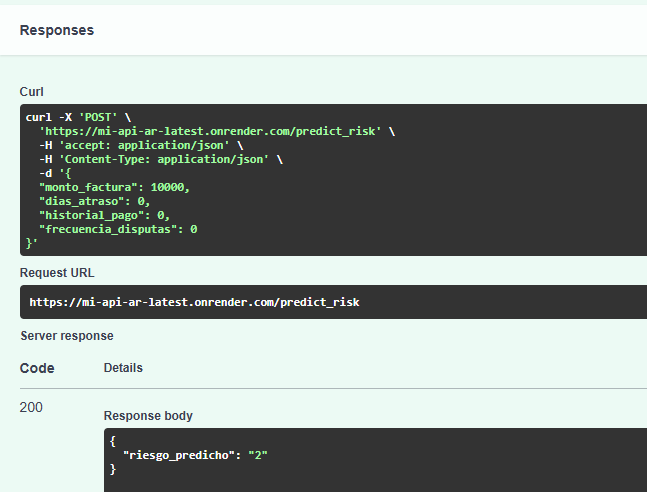 Responses
Curl
curl -X 'POST' \
  'https://mi-api-ar-latest.onrender.com/predict_risk' \
  -H 'accept: application/json' \
  -H 'Content-Type: application/json' \
  -d '{
  "monto_factura": 10000,
  "dias_atraso": 0,
  "historial_pago": 0,
  "frecuencia_disputas": 0
}'
Request URL
https://mi-api-ar-latest.onrender.com/predict_risk
Server response
Code Details
200
Response body
{
  "riesgo_predicho": "2"
}